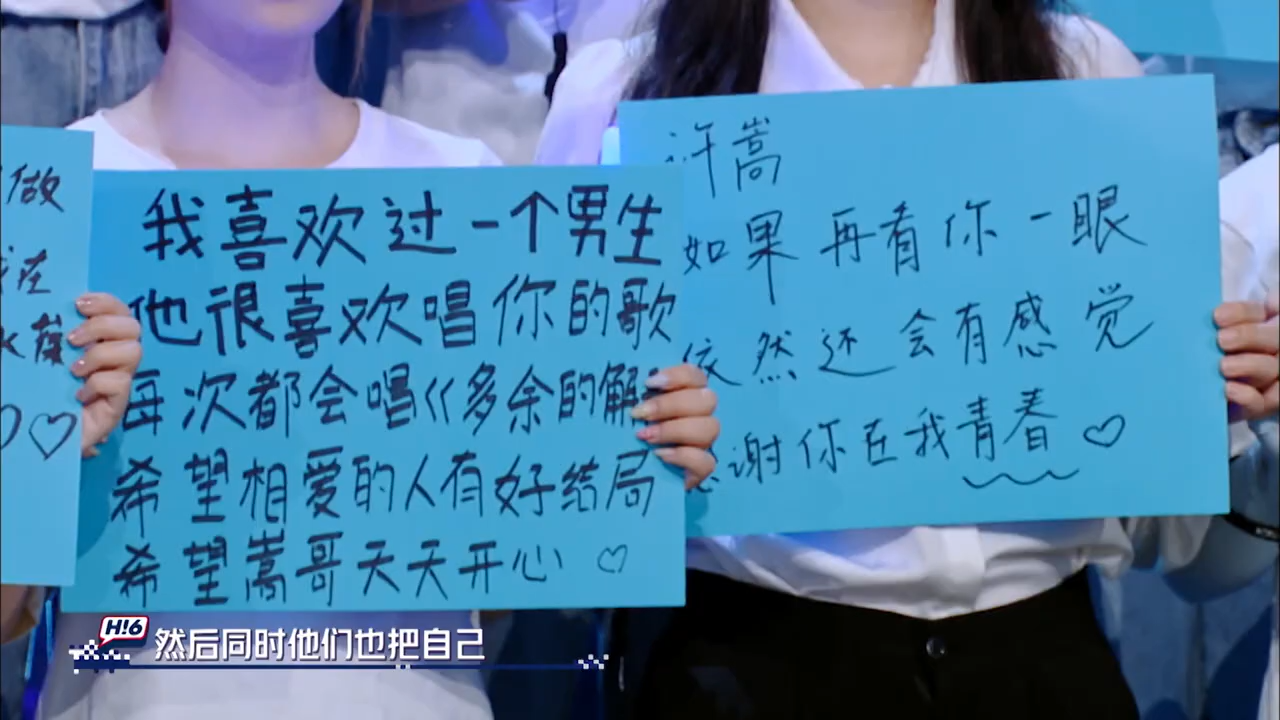 做
在
我喜欢过一个男生
他很喜欢唱你的歌
每次都会唱《多余的解
希望相爱的人有好结局
希望嵩哥天天开心♡
许嵩
如果再看你一眼
依然还会有感觉
谢你在我青春♡
H!6
然后同时他们也把自己